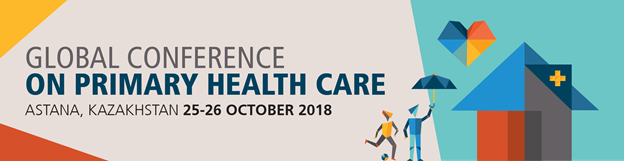 GLOBAL CONFERENCE
ON PRIMARY HEALTH CARE
ASTANA, KAZAKHSTAN 25-26 OCTOBER 2018